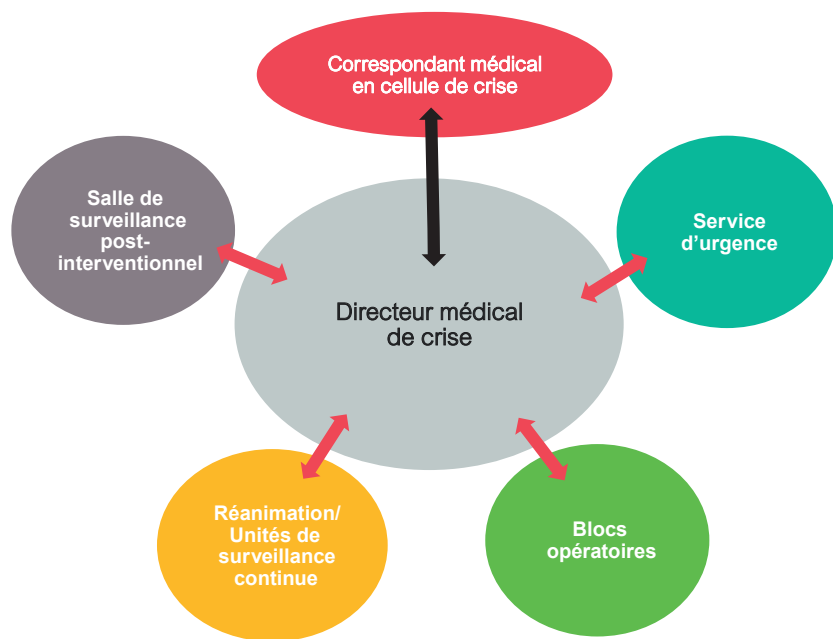 Correspondant médical
en cellule de crise
Salle de
surveillance
post-
interventionnel
Service
d’urgence
Directeur médical
de crise
Réanimation/
Unités de
surveillance
continue
Blocs
opératoires